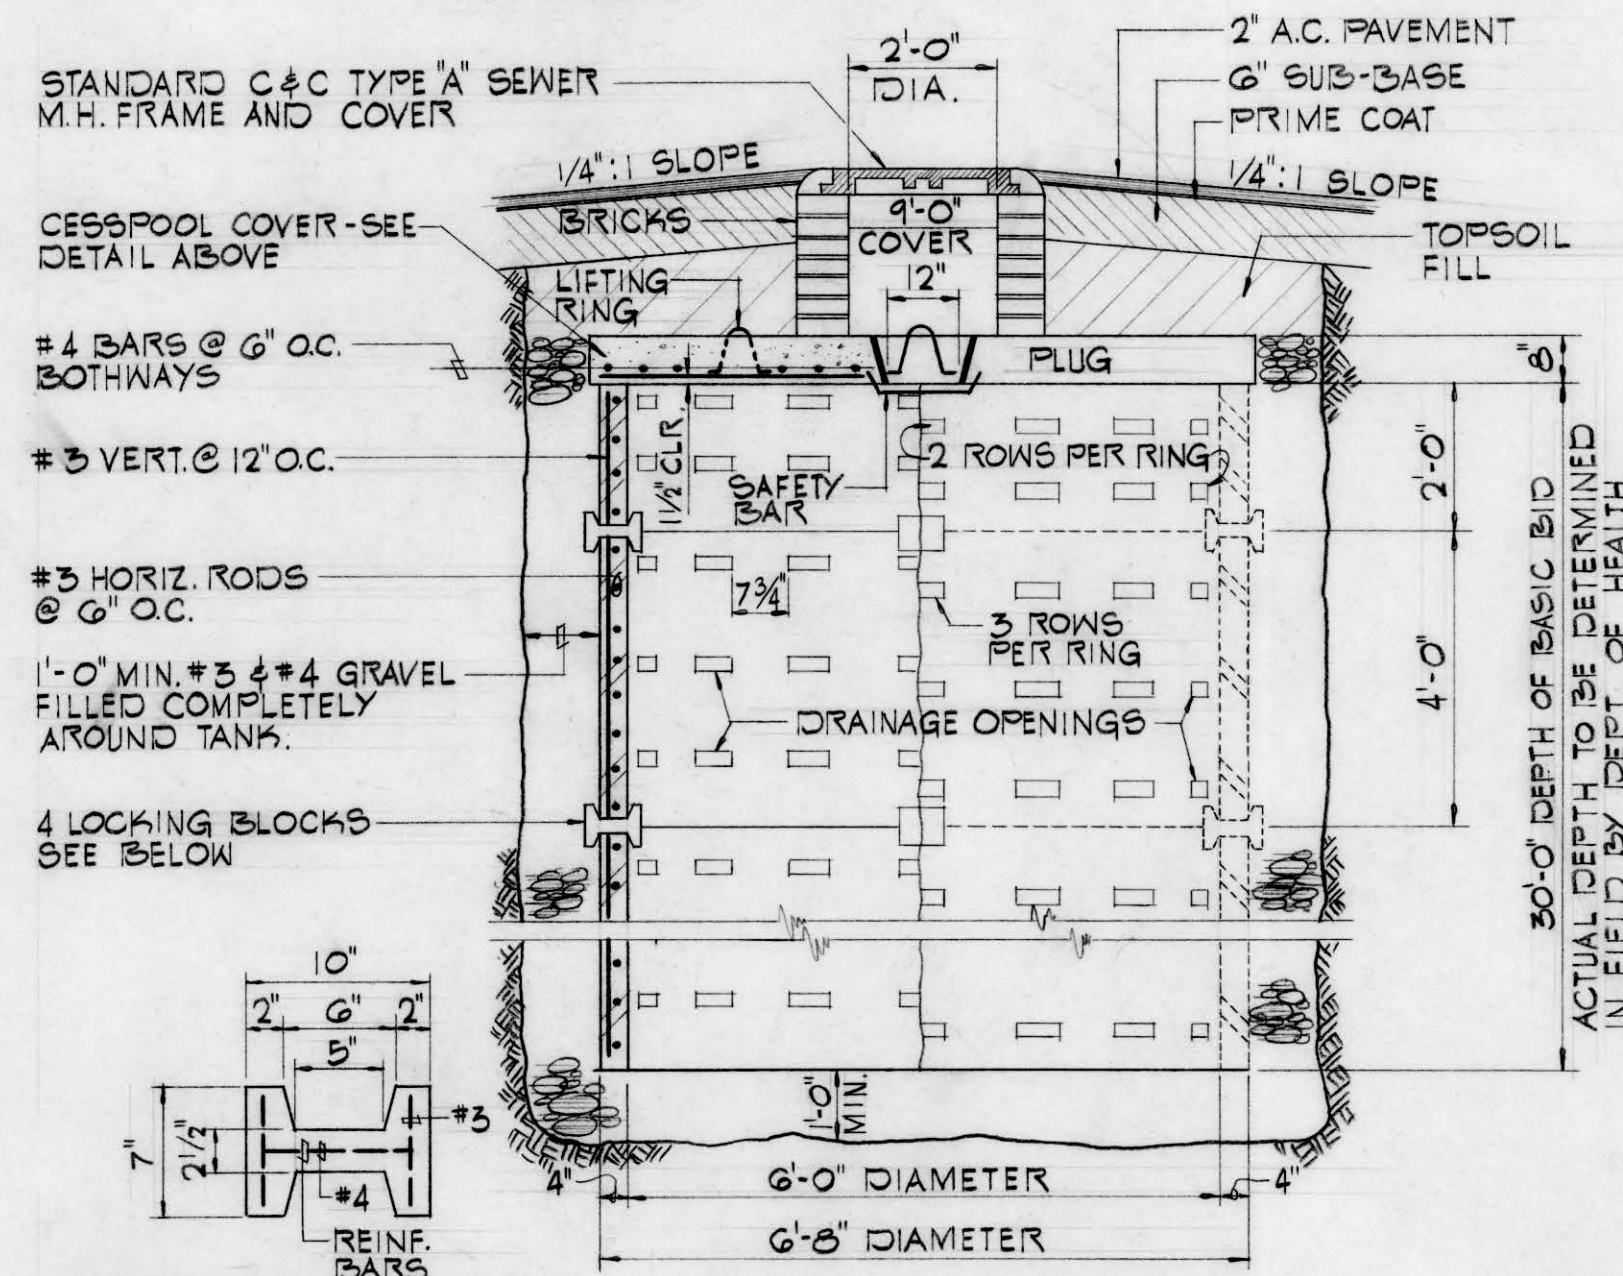 2'-0"
DIA.
2" A.C. PAVEMENT
6" SUB-BASE
PRIME COAT
STANDARD C & C TYPE "A" SEWER
M.H. FRAME AND COVER
1/4" : 1 SLOPE
1/4" : 1 SLOPE
CESSPOOL COVER - SEE
DETAIL ABOVE
BRICKS
9'-0"
COVER
12"
TOPSOIL
FILL
LIFTING
RING
#4 BARS @ 6" O.C.
BOTHWAYS
PLUG
8"
#3 VERT. @ 12" O.C.
1 1/2" CLR.
SAFETY
BAR
2 ROWS PER RING
2'-0"
#3 HORIZ. RODS
@ 6" O.C.
7 3/4"
3 ROWS
PER RING
1'-0" MIN. #3 & #4 GRAVEL
FILLED COMPLETELY
AROUND TANK.
DRAINAGE OPENINGS
4'-0"
4 LOCKING BLOCKS
SEE BELOW
30'-0" DEPTH OF BASIC BID
ACTUAL DEPTH TO BE DETERMINED
IN FIELD BY DEPT. OF HEALTH
10"
2"
6"
2"
5"
7"
2 1/2"
#3
#4
REINF.
BARS
1'-0"
MIN.
4"
6'-0" DIAMETER
4"
6'-8" DIAMETER